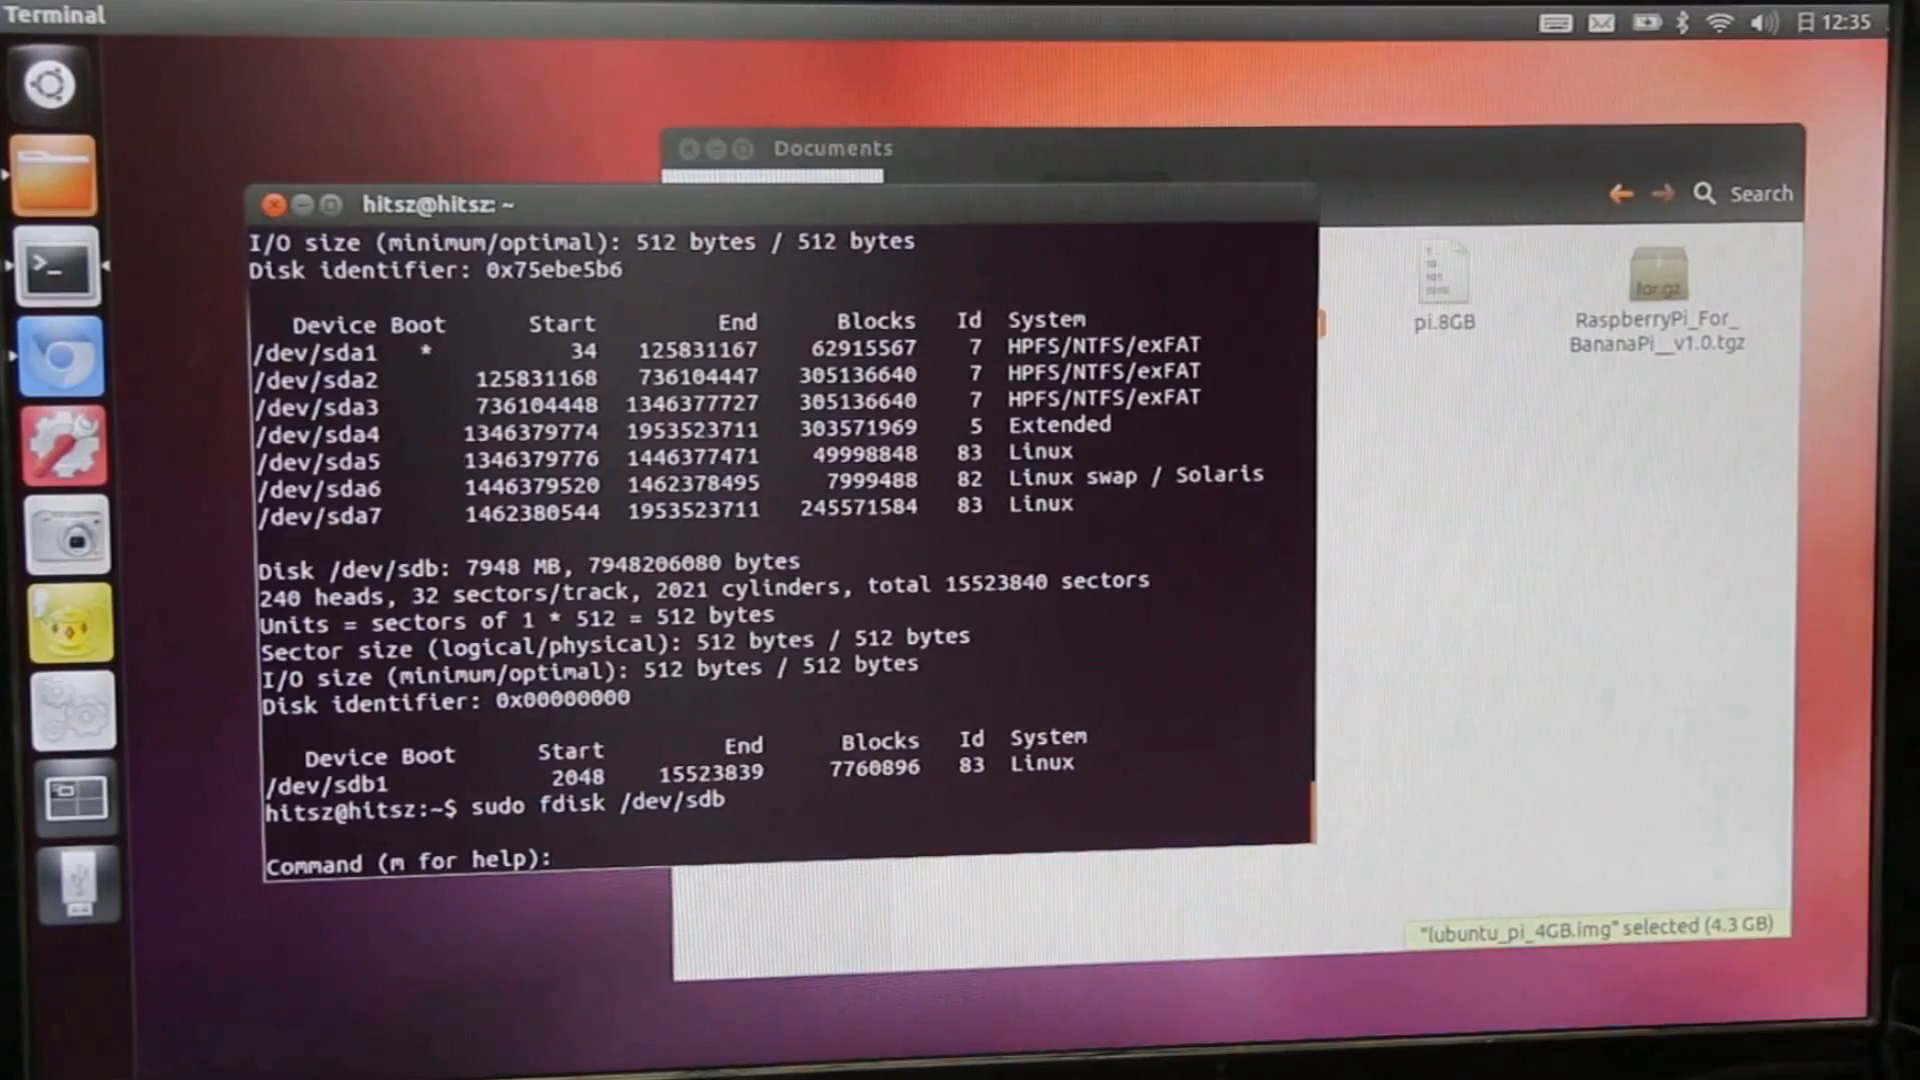 Terminal
日 12:35
Documents
Search
hitsz@hitsz: ~
I/O size (minimum/optimal): 512 bytes / 512 bytes
Disk identifier: 0x75ebe5b6
Device Boot Start End Blocks Id System
/dev/sda1 * 34 125831167 62915567 7 HPFS/NTFS/exFAT
/dev/sda2 125831168 736104447 305136640 7 HPFS/NTFS/exFAT
/dev/sda3 736104448 1346377727 305136640 7 HPFS/NTFS/exFAT
/dev/sda4 1346379774 1953523711 303571969 5 Extended
/dev/sda5 1346379776 1446377471 49998848 83 Linux
/dev/sda6 1446379520 1462378495 7999488 82 Linux swap / Solaris
/dev/sda7 1462380544 1953523711 245571584 83 Linux
Disk /dev/sdb: 7948 MB, 7948206080 bytes
240 heads, 32 sectors/track, 2021 cylinders, total 15523840 sectors
Units = sectors of 1 * 512 = 512 bytes
Sector size (logical/physical): 512 bytes / 512 bytes
I/O size (minimum/optimal): 512 bytes / 512 bytes
Disk identifier: 0x00000000
Device Boot Start End Blocks Id System
/dev/sdb1 2048 15523839 7760896 83 Linux
hitsz@hitsz:~$ sudo fdisk /dev/sdb
Command (m for help):
pi.8GB
tar.gz
RaspberryPi_For_
BananaPi__v1.0.tgz
"lubuntu_pi_4GB.img" selected (4.3 GB)